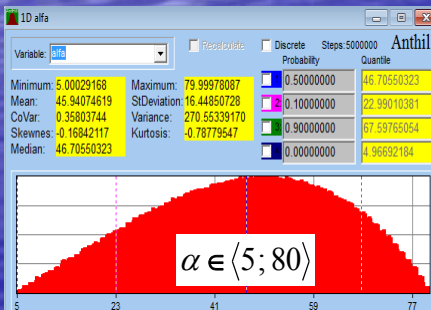 1D alfa
Variable: alfa
Recalculate
Discrete Steps:5000000 Anthil
Probability Quantile
Minimum: 5.00029168 Maximum: 79.99978087
Mean: 45.94074619 StDeviation: 16.44850728
CoVar: 0.35803744 Variance: 270.55339170
Skewnes: -0.16842117 Kurtosis: -0.78779547
Median: 46.70550323
1 0.50000000 46.70550323
2 0.10000000 22.99010381
3 0.90000000 67.59765054
0.00000000 4.96692184
α ∈ ⟨5; 80⟩
5 23 41 59 77